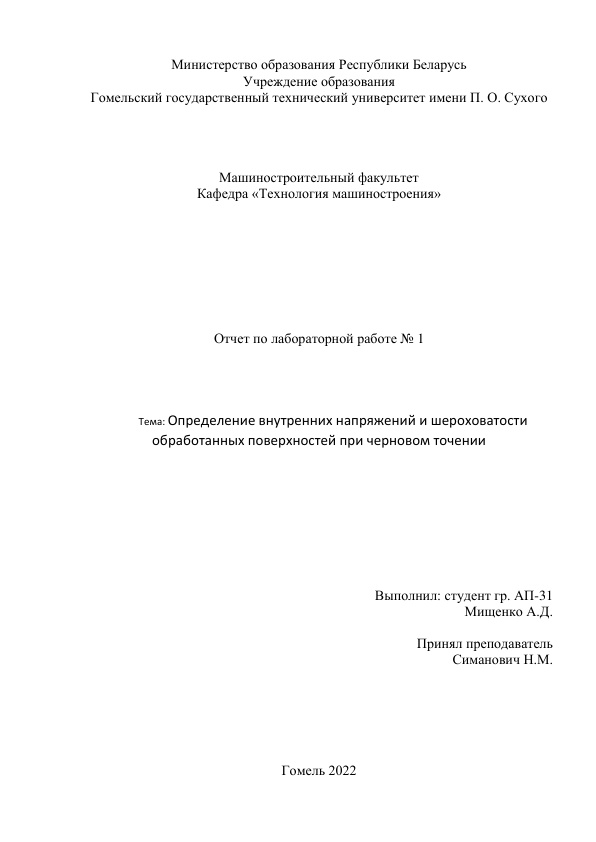 Министерство образования Республики Беларусь
Учреждение образования
Гомельский государственный технический университет имени П. О. Сухого
Машиностроительный факультет
Кафедра «Технология машиностроения»
Отчет по лабораторной работе № 1
Тема: Определение внутренних напряжений и шероховатости
обработанных поверхностей при черновом точении
Выполнил: студент гр. АП-31
Мищенко А.Д.
Принял преподаватель
Симанович Н.М.
Гомель 2022